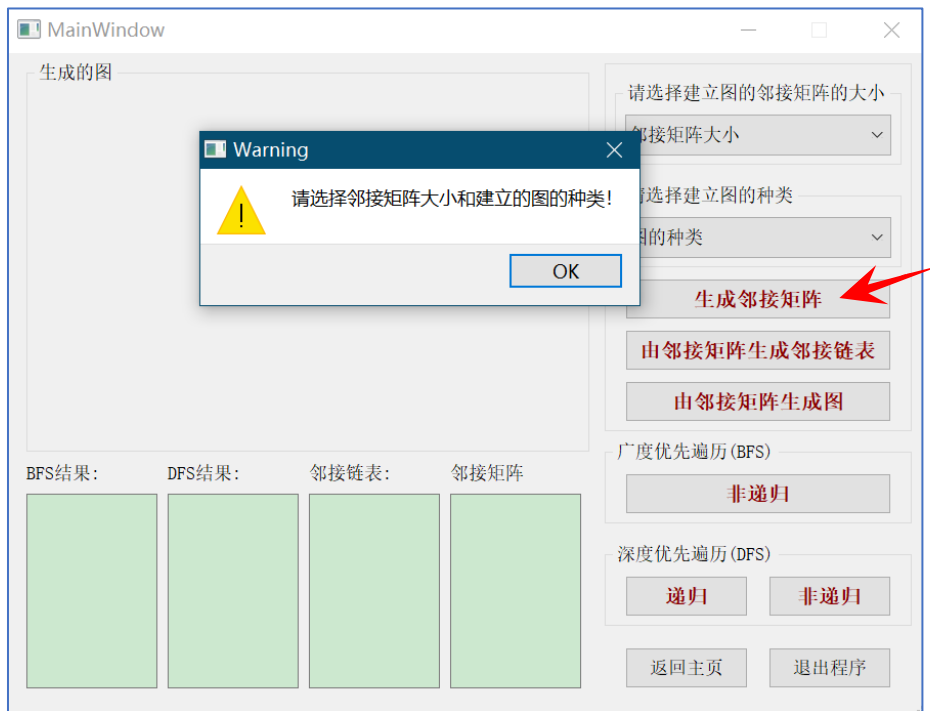 MainWindow
生成的图
请选择建立图的邻接矩阵的大小
邻接矩阵大小
Warning
请选择邻接矩阵大小和建立的图的种类!
OK
请选择建立图的种类
图的种类
生成邻接矩阵
由邻接矩阵生成邻接链表
由邻接矩阵生成图
BFS结果:
DFS结果:
邻接链表:
邻接矩阵
广度优先遍历(BFS)
非递归
深度优先遍历(DFS)
递归
非递归
返回主页
退出程序